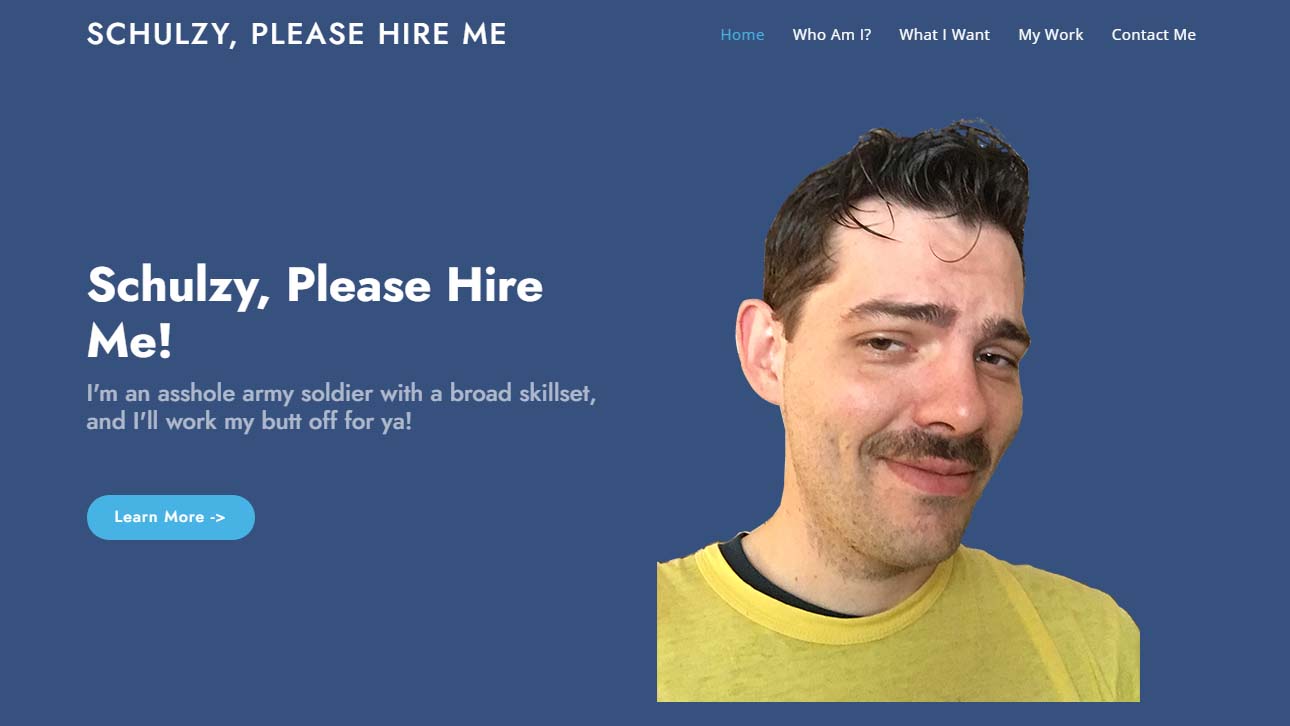 SCHULZY, PLEASE HIRE ME
Home Who Am I? What I Want My Work Contact Me
Schulzy, Please Hire
Me!
I'm an asshole army soldier with a broad skillset,
and I'll work my butt off for ya!
Learn More ->